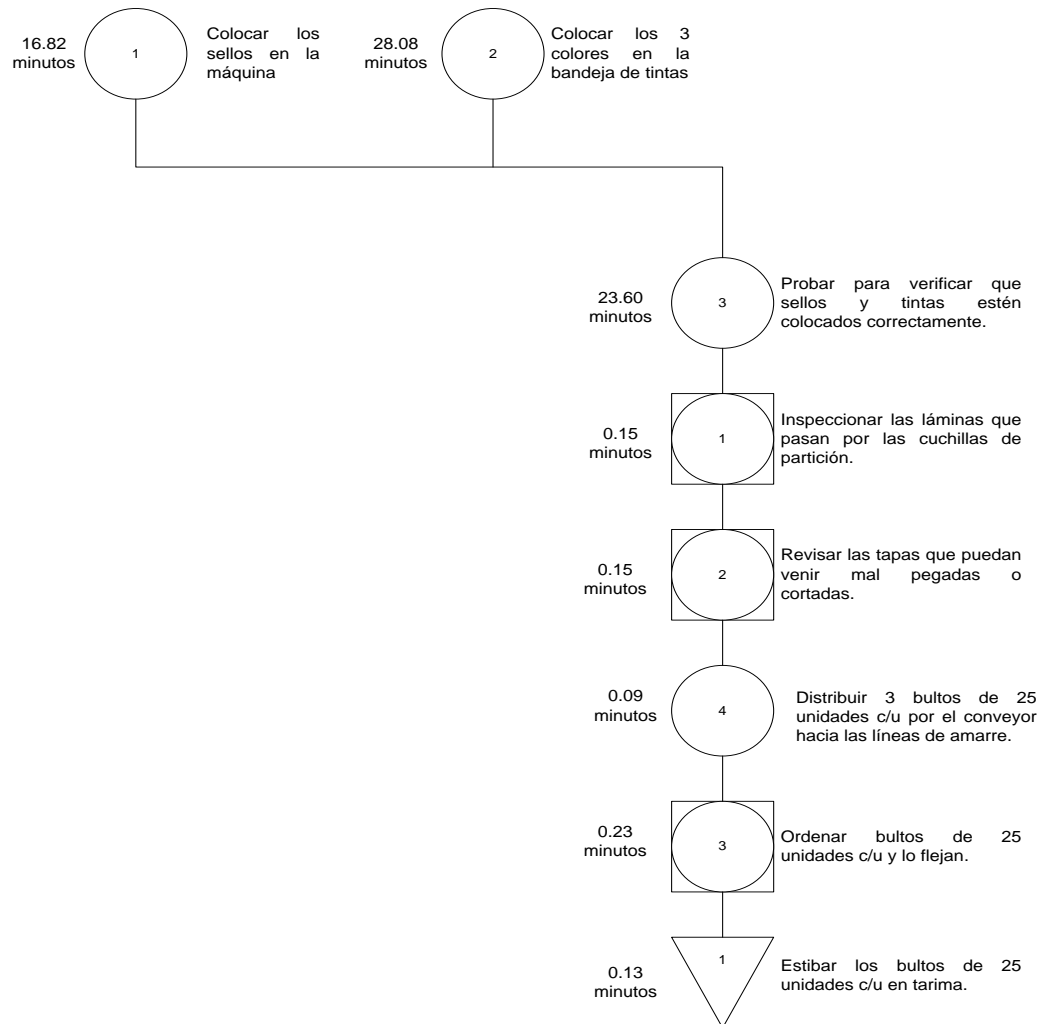 16.82
minutos
1
Colocar los
sellos en la
máquina
28.08
minutos
2
Colocar los 3
colores en la
bandeja de tintas
23.60
minutos
3
Probar para verificar que
sellos y tintas estén
colocados correctamente.
0.15
minutos
1
Inspeccionar las láminas que
pasan por las cuchillas de
partición.
0.15
minutos
2
Revisar las tapas que puedan
venir mal pegadas o
cortadas.
0.09
minutos
4
Distribuir 3 bultos de 25
unidades c/u por el conveyor
hacia las líneas de amarre.
0.23
minutos
3
Ordenar bultos de 25
unidades c/u y lo flejan.
0.13
minutos
1
Estibar los bultos de 25
unidades c/u en tarima.